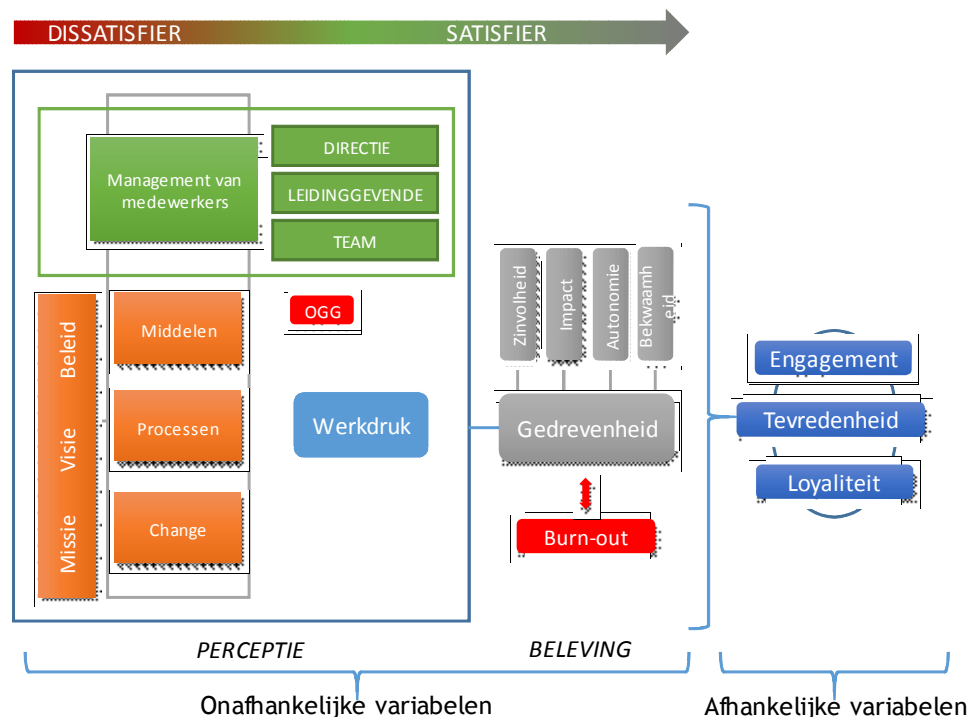 DISSATISFIER
SATISFIER
Management van
medewerkers
DIRECTIE
LEIDINGGEVENDE
TEAM
Beleid
Visie
Missie
Middelen
Processen
Change
OGG
Werkdruk
Zinvolheid
Impact
Autonomie
Bekwaamh
eid
Gedrevenheid
Burn-out
Engagement
Tevredenheid
Loyaliteit
PERCEPTIE
BELEVING
Onafhankelijke variabelen
Afhankelijke variabelen